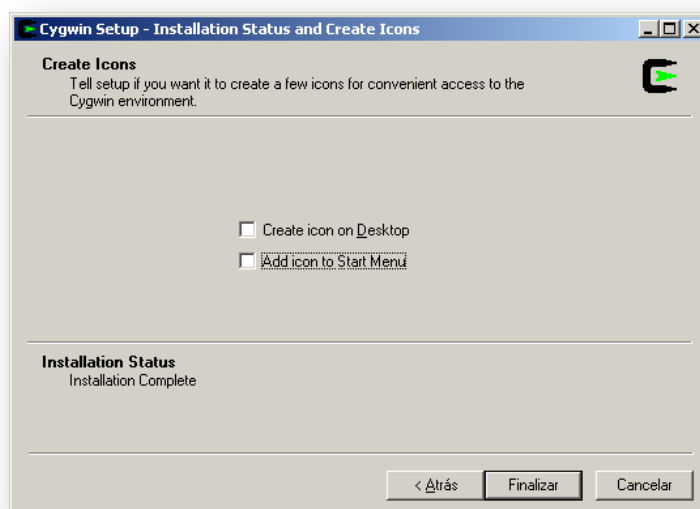 Cygwin Setup - Installation Status and Create Icons
Create Icons
Tell setup if you want it to create a few icons for convenient access to the
Cygwin environment.
Create icon on Desktop
Add icon to Start Menu
Installation Status
Installation Complete
< Atrás Finalizar Cancelar